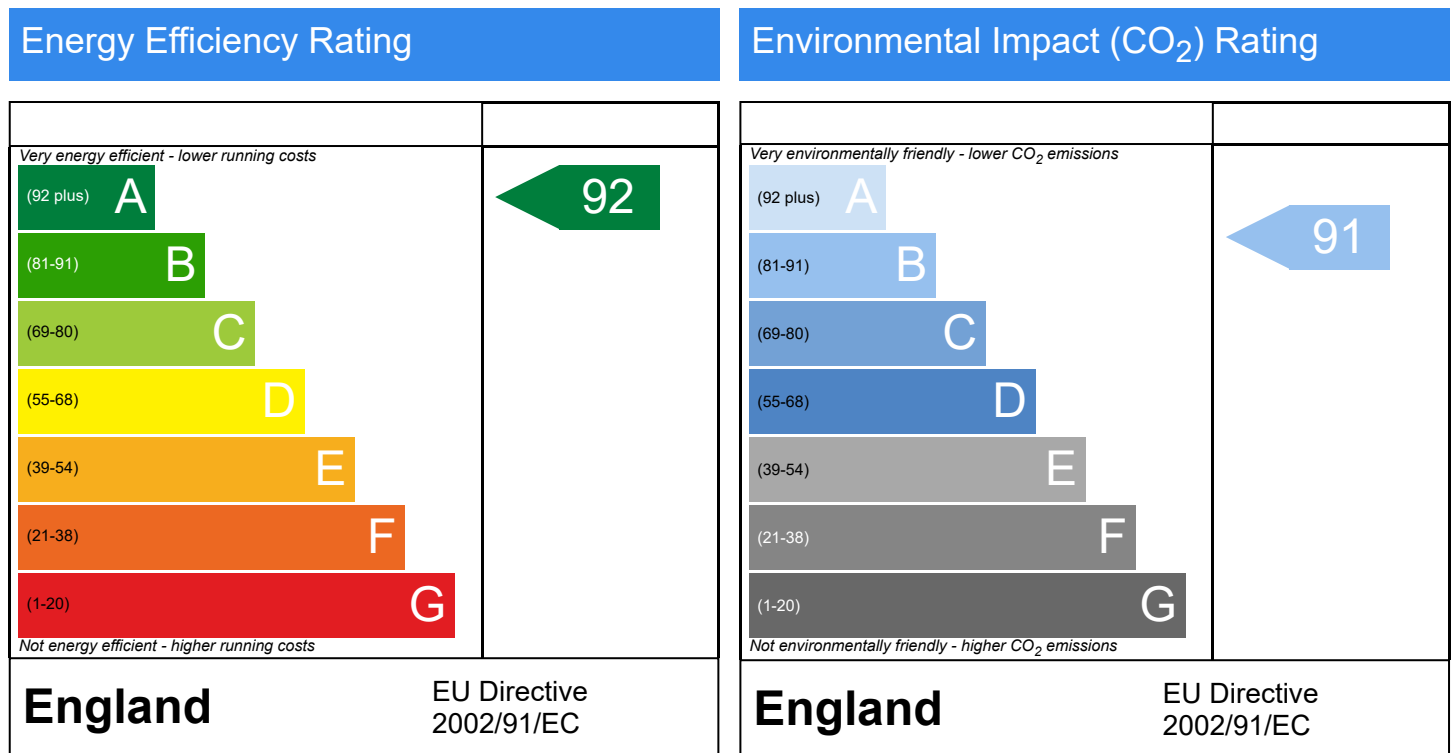 Energy Efficiency Rating
Very energy efficient - lower running costs
(92 plus) A
92
(81-91) B
(69-80) C
(55-68) D
(39-54) E
(21-38) F
(1-20) G
Not energy efficient - higher running costs
England
EU Directive
2002/91/EC
Environmental Impact (CO₂) Rating
Very environmentally friendly - lower CO₂ emissions
(92 plus) A
(81-91) B
91
(69-80) C
(55-68) D
(39-54) E
(21-38) F
(1-20) G
Not environmentally friendly - higher CO₂ emissions
England
EU Directive
2002/91/EC